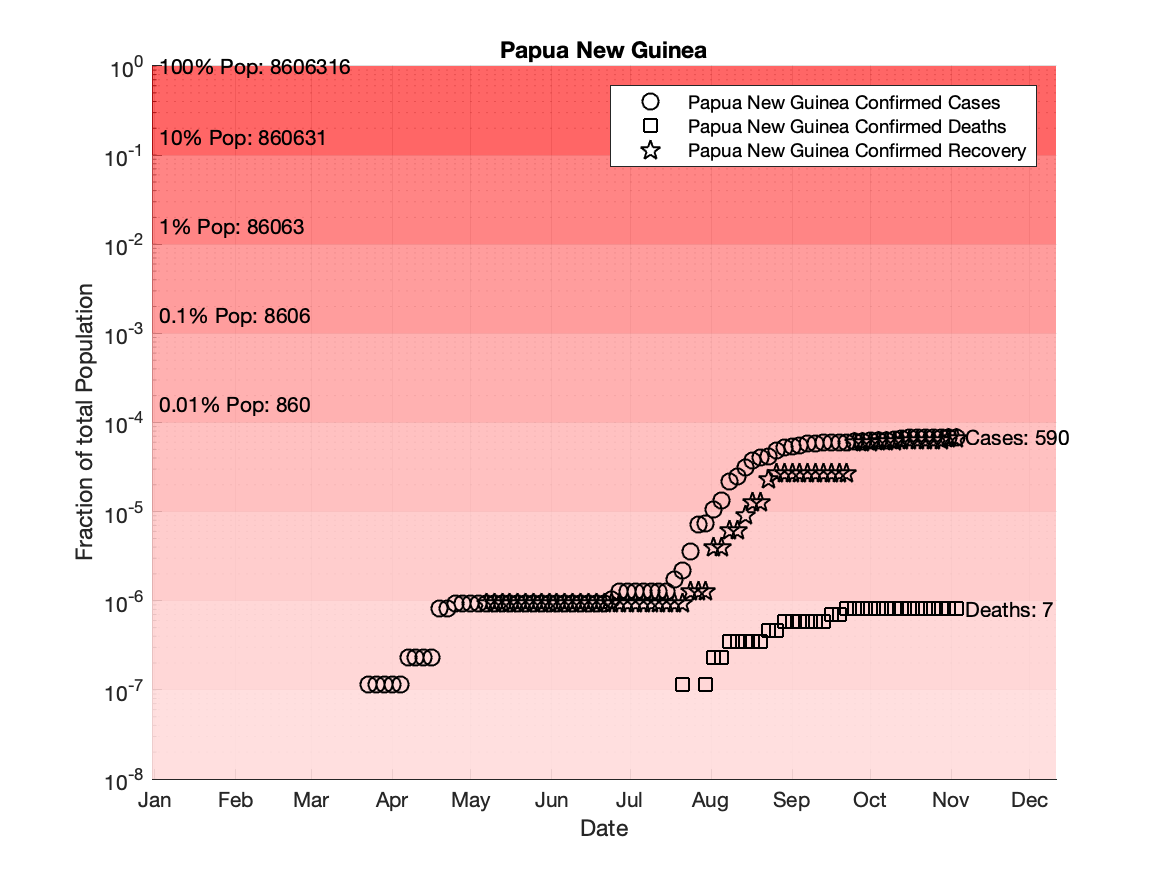 Papua New Guinea
10^0
100% Pop: 8606316
Papua New Guinea Confirmed Cases
Papua New Guinea Confirmed Deaths
Papua New Guinea Confirmed Recovery
10% Pop: 860631
10^-1
1% Pop: 86063
10^-2
0.1% Pop: 8606
10^-3
0.01% Pop: 860
10^-4
Cases: 590
10^-5
10^-6
Deaths: 7
10^-7
10^-8
Fraction of total Population
Jan Feb Mar Apr May Jun Jul Aug Sep Oct Nov Dec
Date